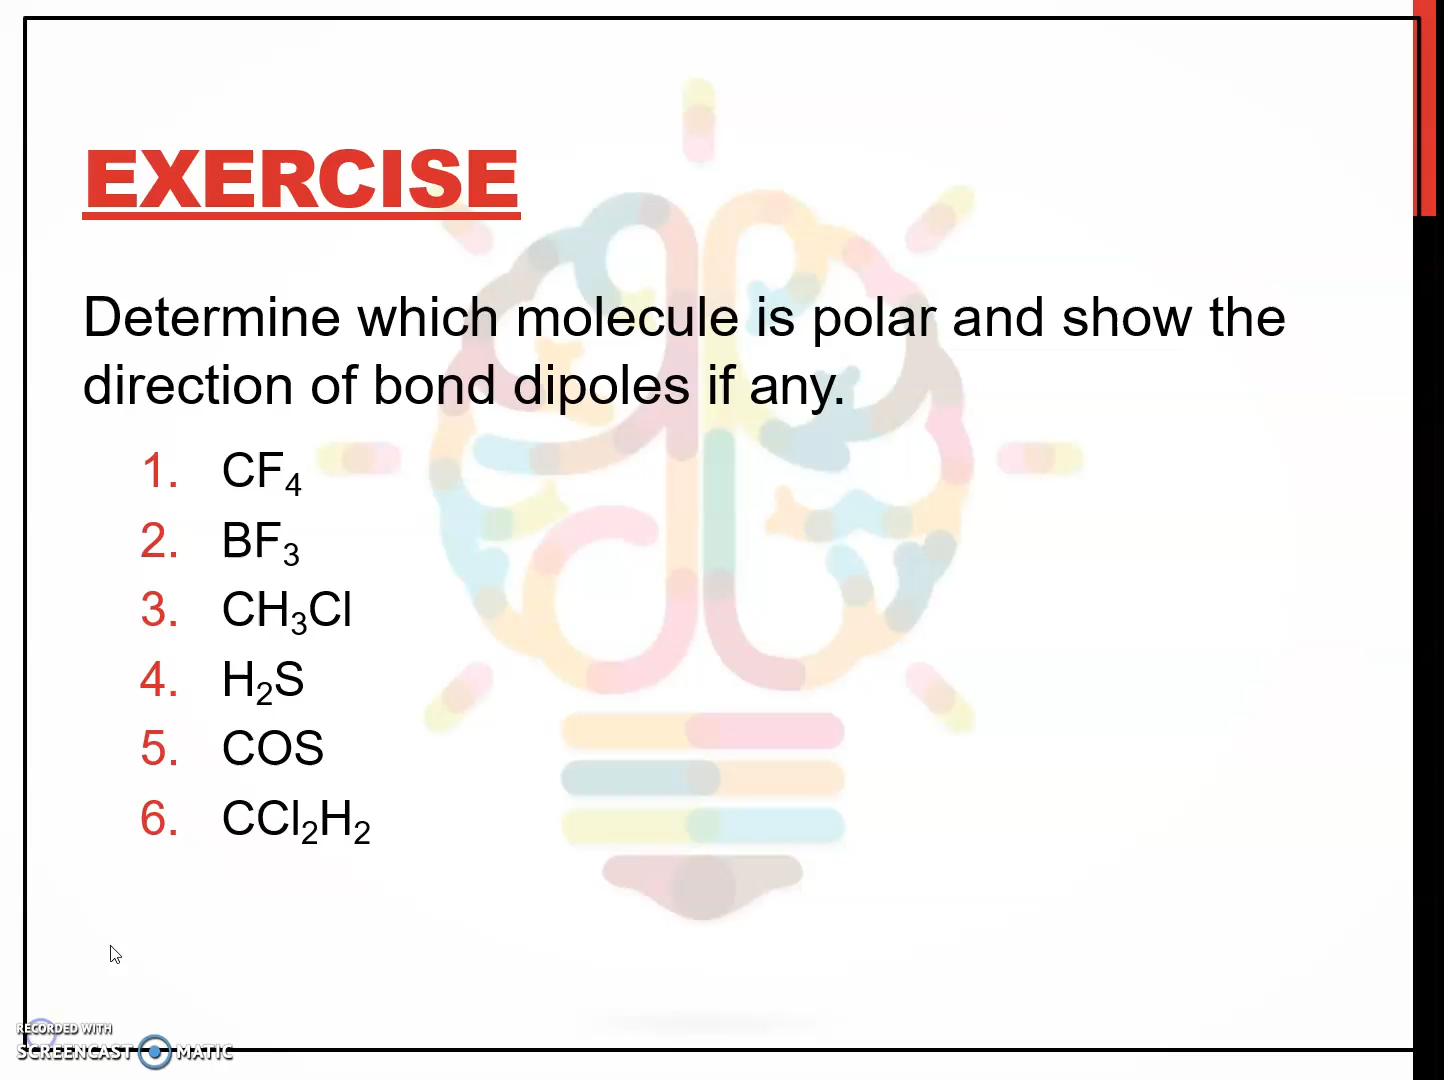 EXERCISE
Determine which molecule is polar and show the
direction of bond dipoles if any.
1. CF₄
2. BF₃
3. CH₃Cl
4. H₂S
5. COS
6. CCl₂H₂
RECORDED WITH
SCREENCAST MATIC